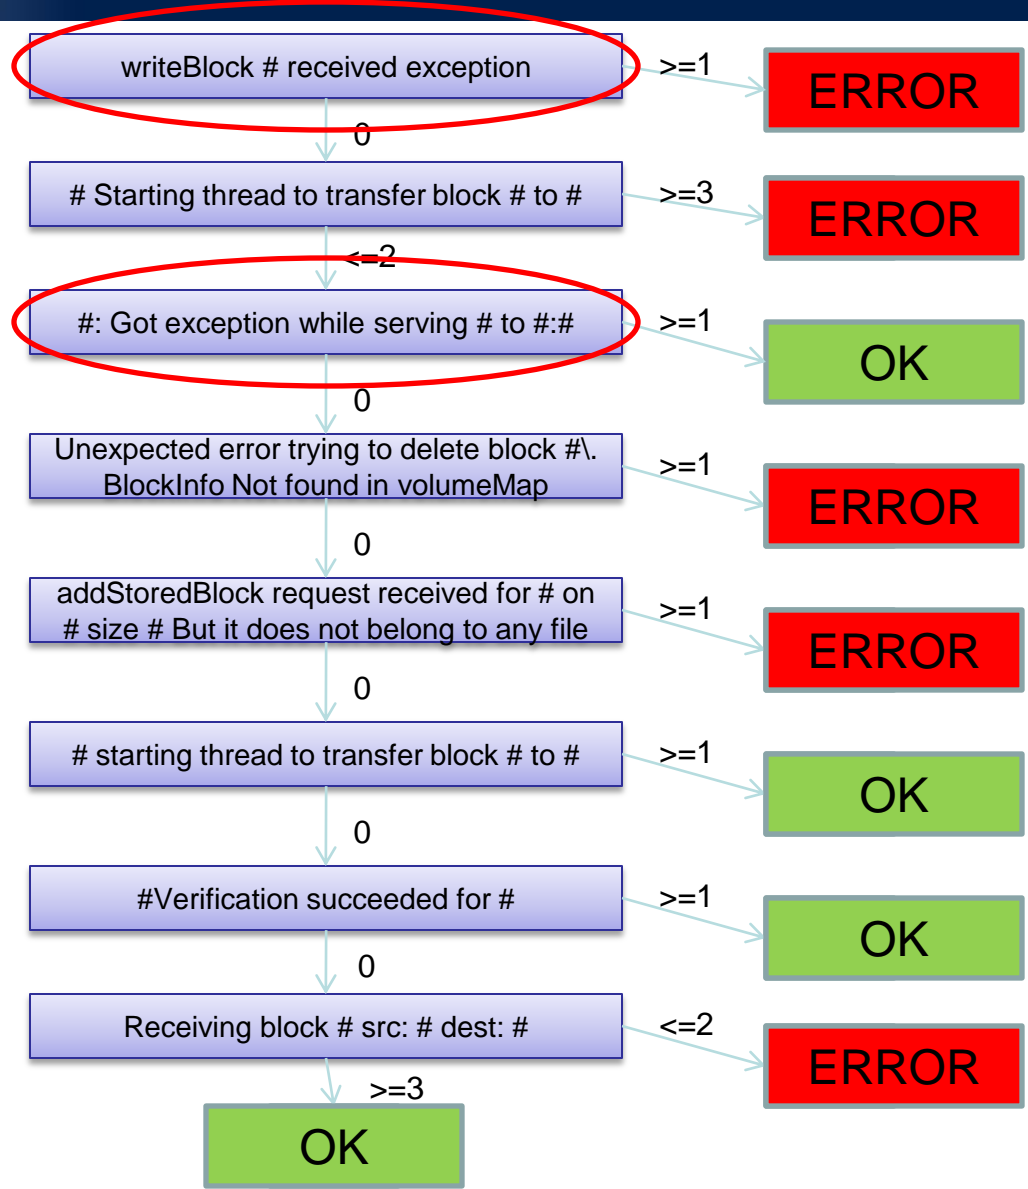 writeBlock # received exception
>=1
ERROR
0
# Starting thread to transfer block # to #
>=3
ERROR
<=2
#: Got exception while serving # to #:#
>=1
OK
0
Unexpected error trying to delete block #\.
BlockInfo Not found in volumeMap
>=1
ERROR
0
addStoredBlock request received for # on
# size # But it does not belong to any file
>=1
ERROR
0
# starting thread to transfer block # to #
>=1
OK
0
#Verification succeeded for #
>=1
OK
0
Receiving block # src: # dest: #
<=2
ERROR
>=3
OK